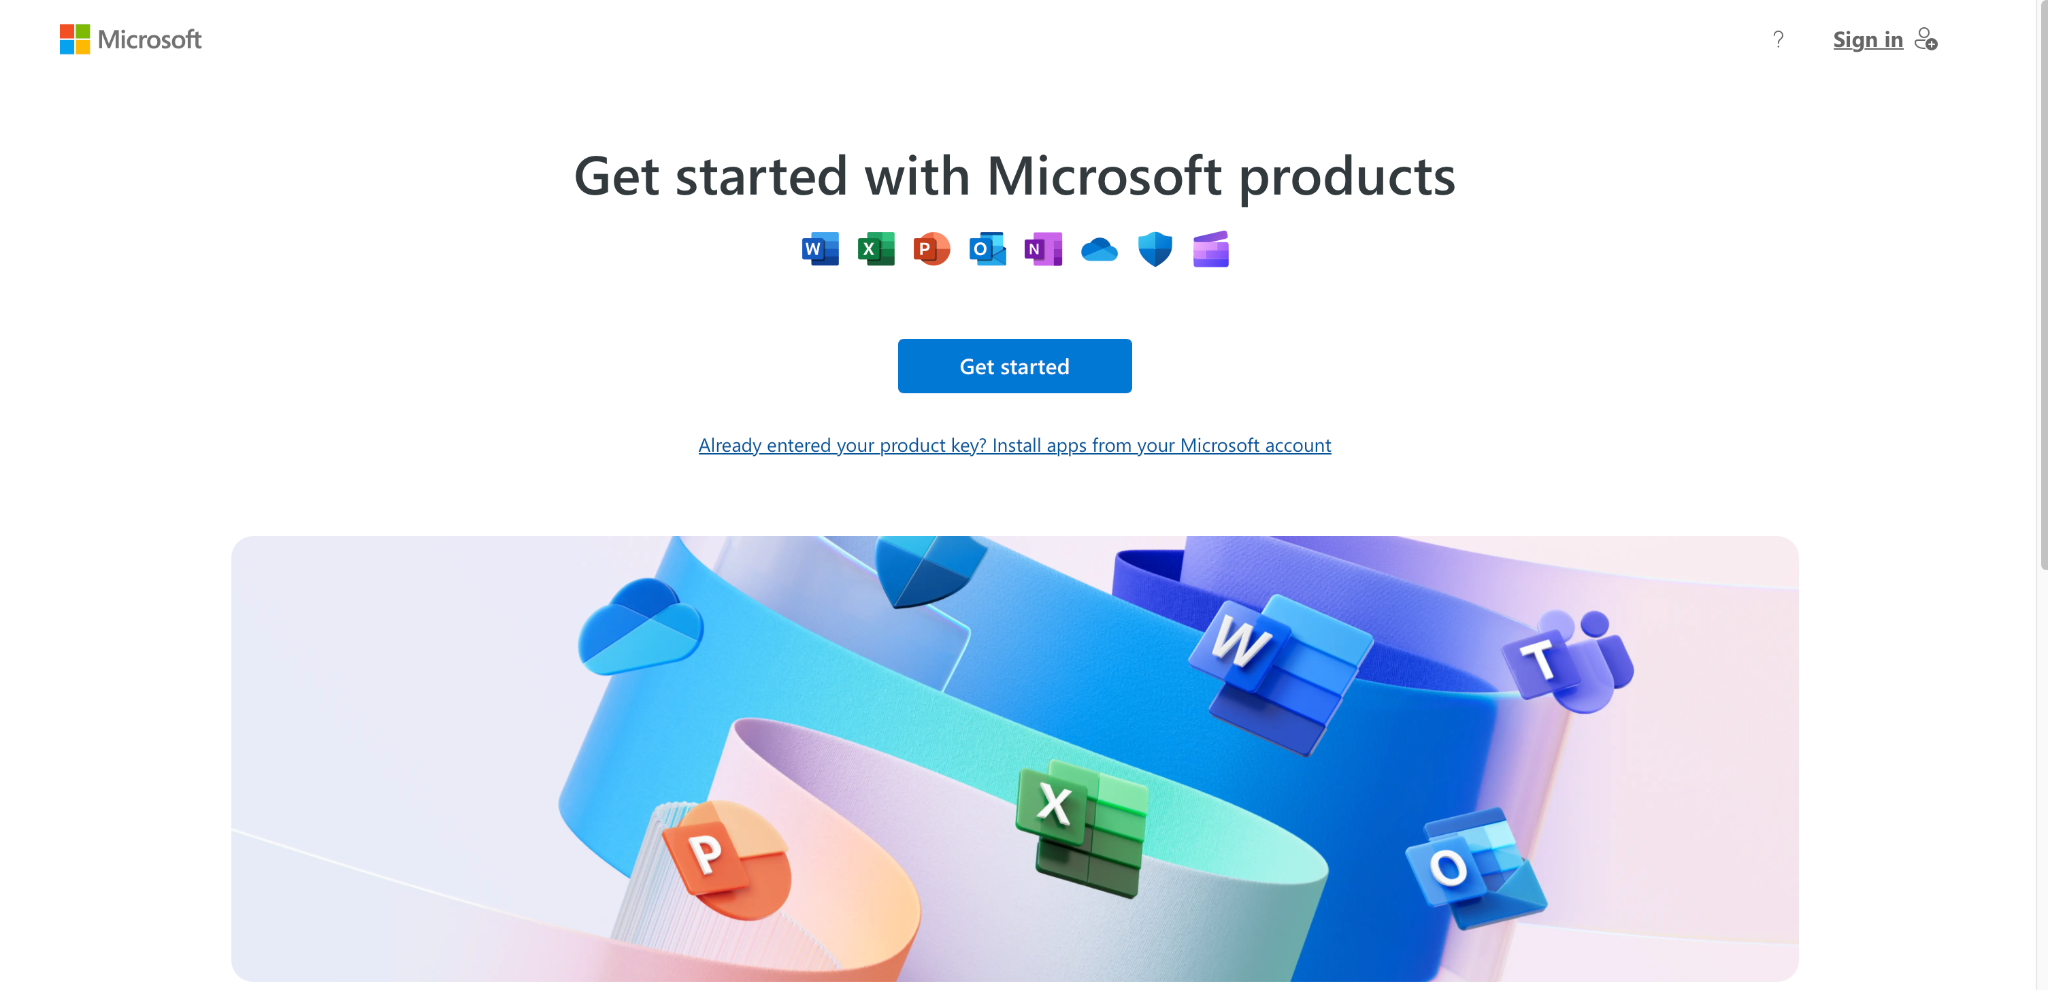 Microsoft
?
Sign in
Get started with Microsoft products
W X P O N
Get started
Already entered your product key? Install apps from your Microsoft account
W
T
X
P
O